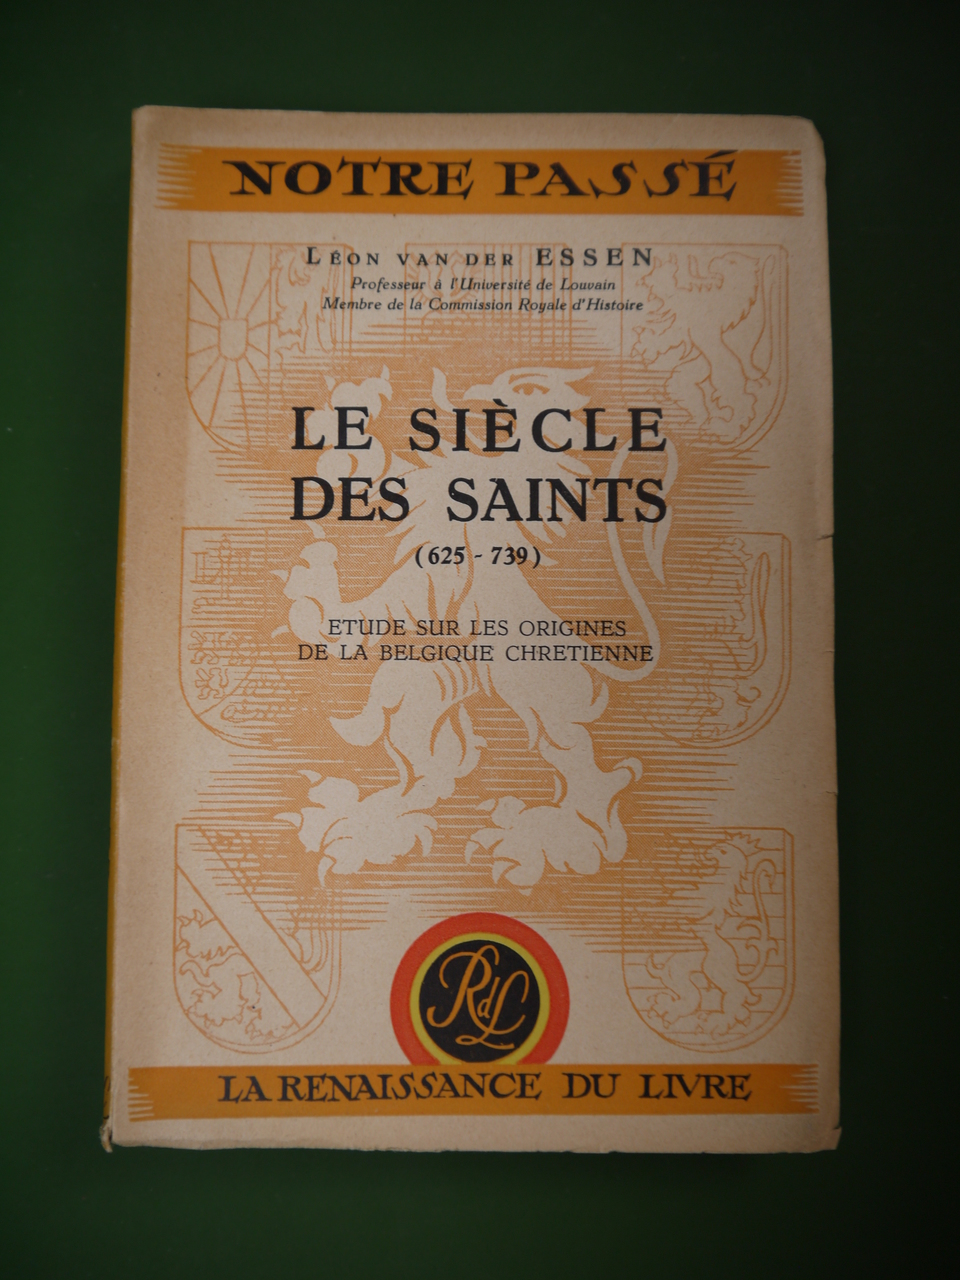 NOTRE PASSÉ
LÉON VAN DER ESSEN
Professeur à l'Université de Louvain
Membre de la Commission Royale d'Histoire
LE SIÈCLE
DES SAINTS
(625 - 739)
ETUDE SUR LES ORIGINES
DE LA BELGIQUE CHRETIENNE
RdL
LA RENAISSANCE DU LIVRE